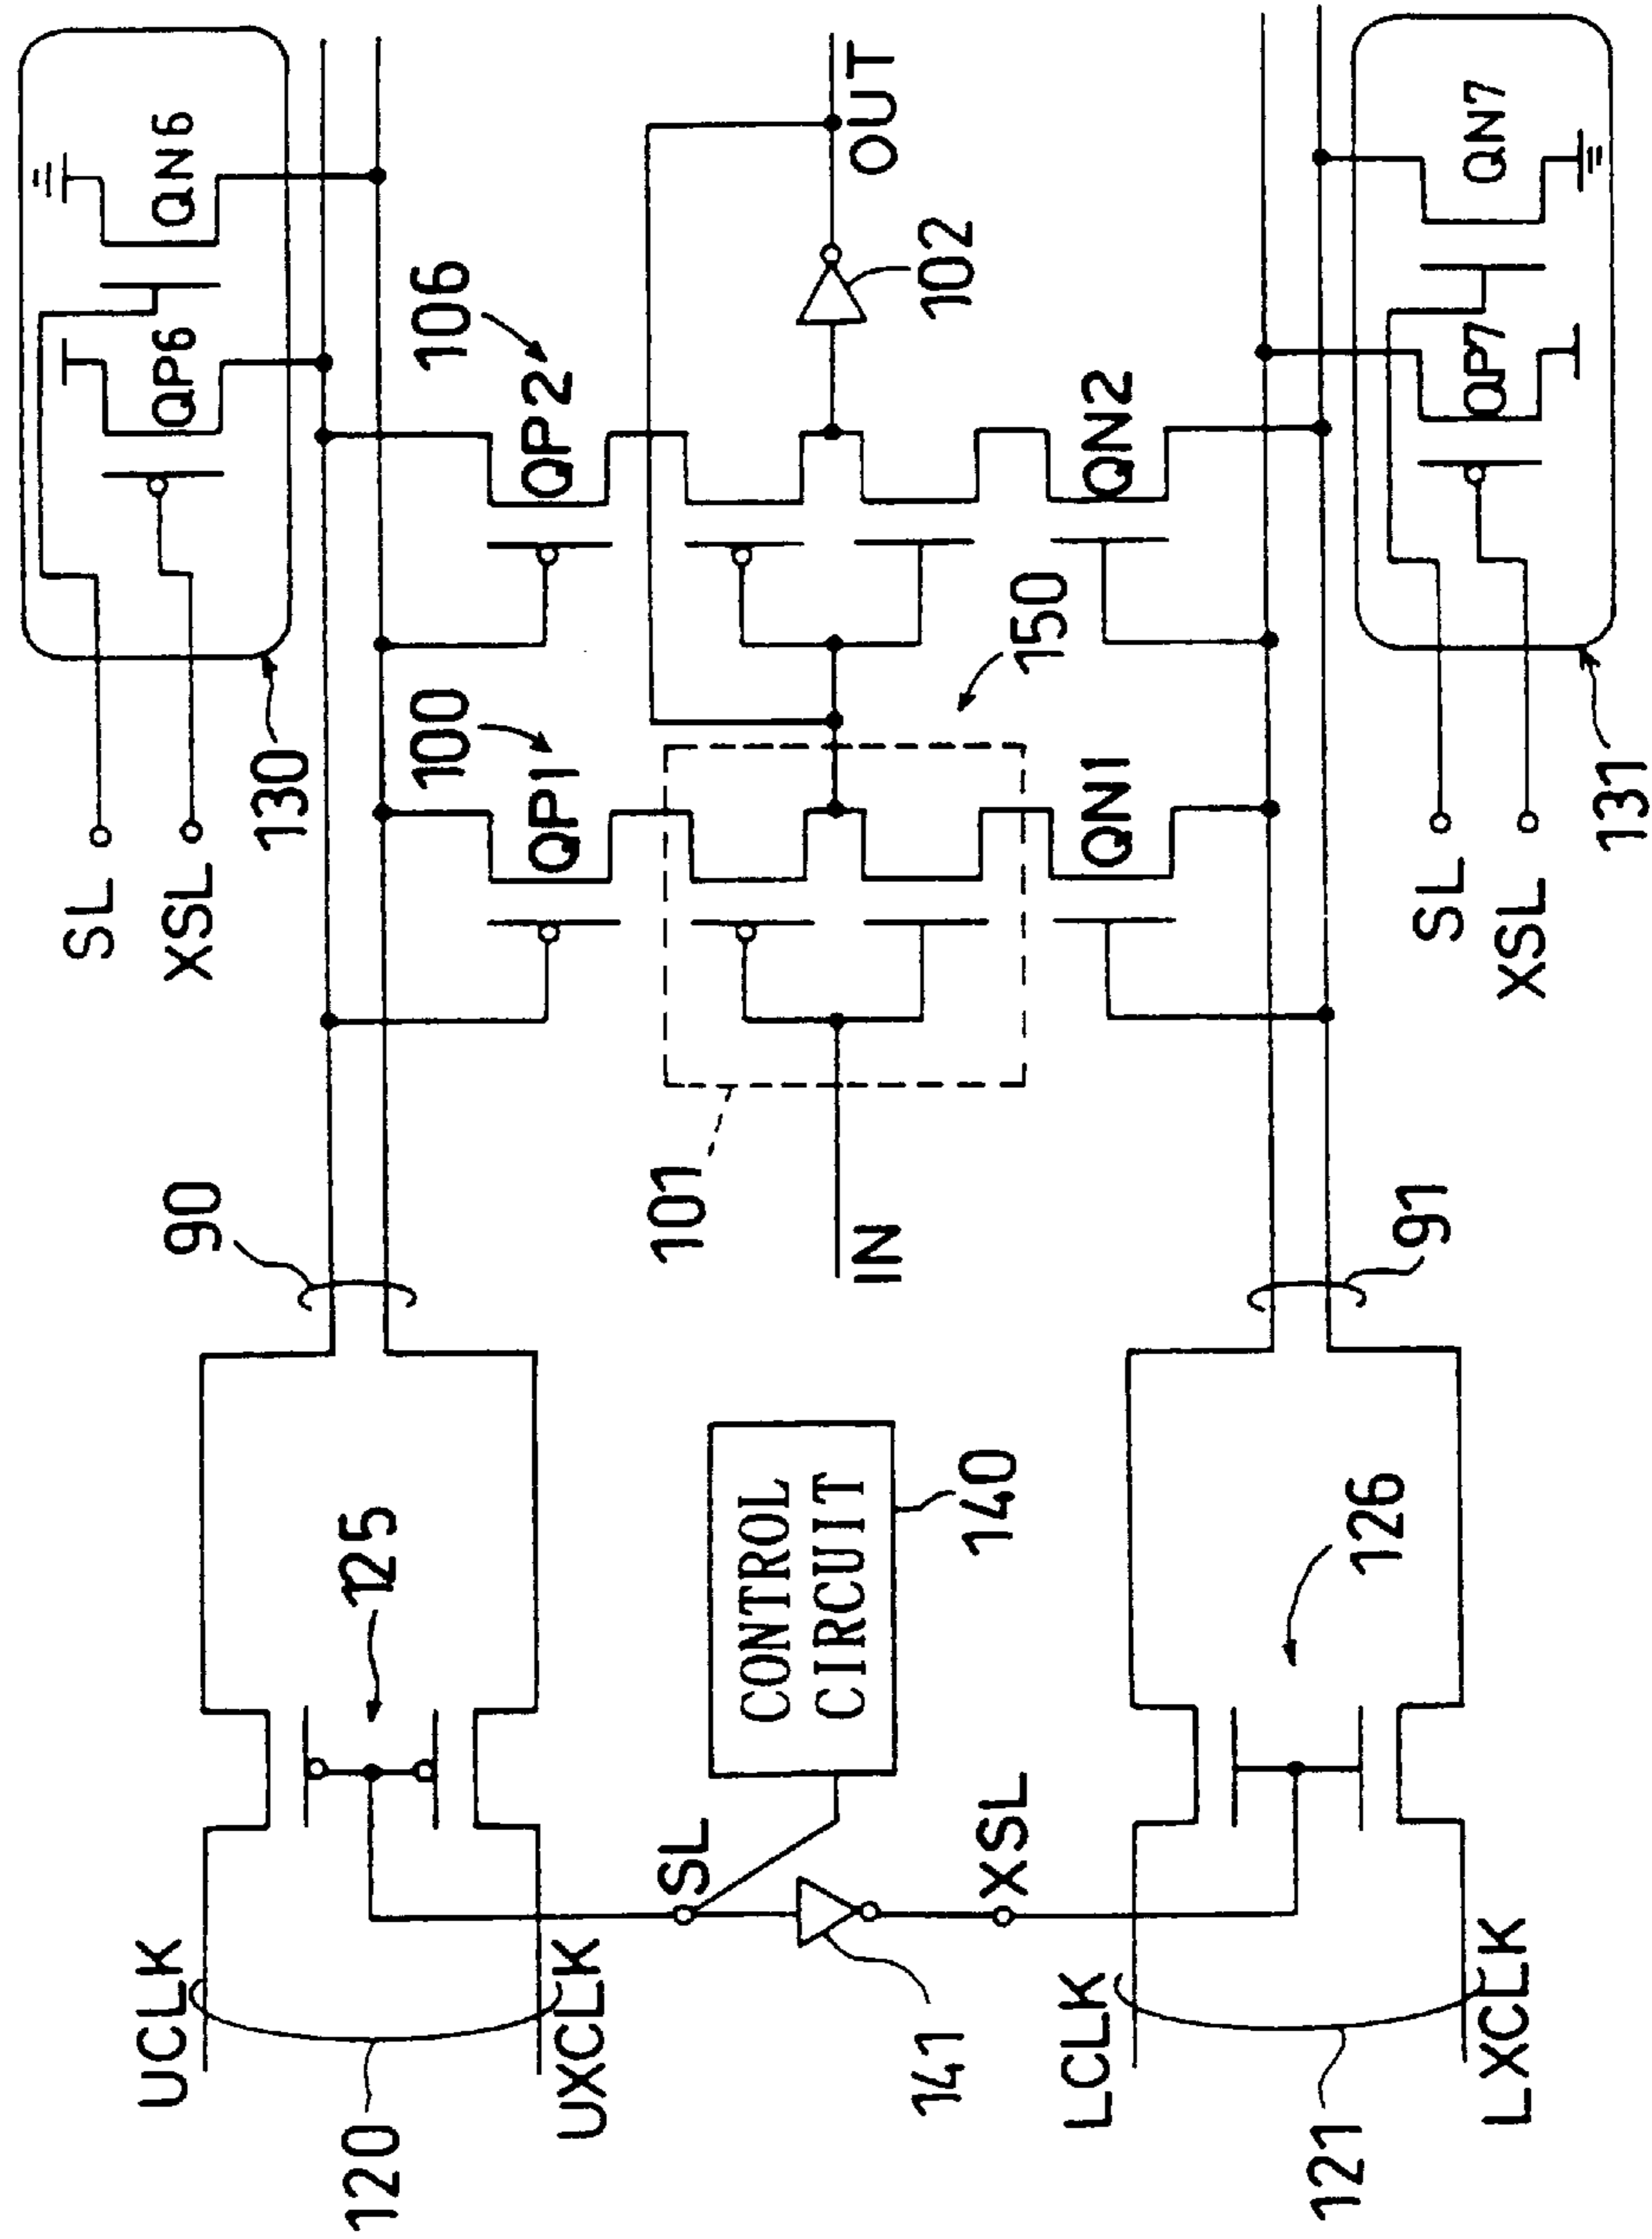 UCLK
120
UXCLK
125
90
SL
XSL
130
QP6
QN6
100
QP1
106
QP2
QN6
SL
CONTROL
CIRCUIT
140
141
XSL
101
IN
150
102
OUT
QN1
QN2
LCLK
121
LXCLK
126
91
SL
XSL
131
QP7
QN7